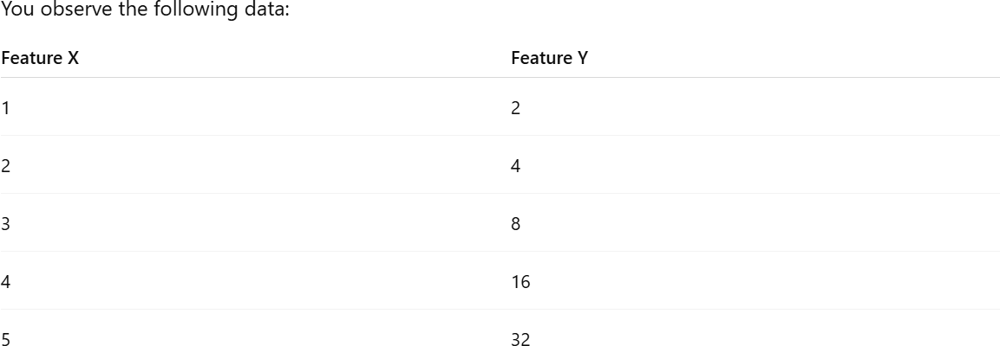 You observe the following data:
Feature X Feature Y
1 2
2 4
3 8
4 16
5 32